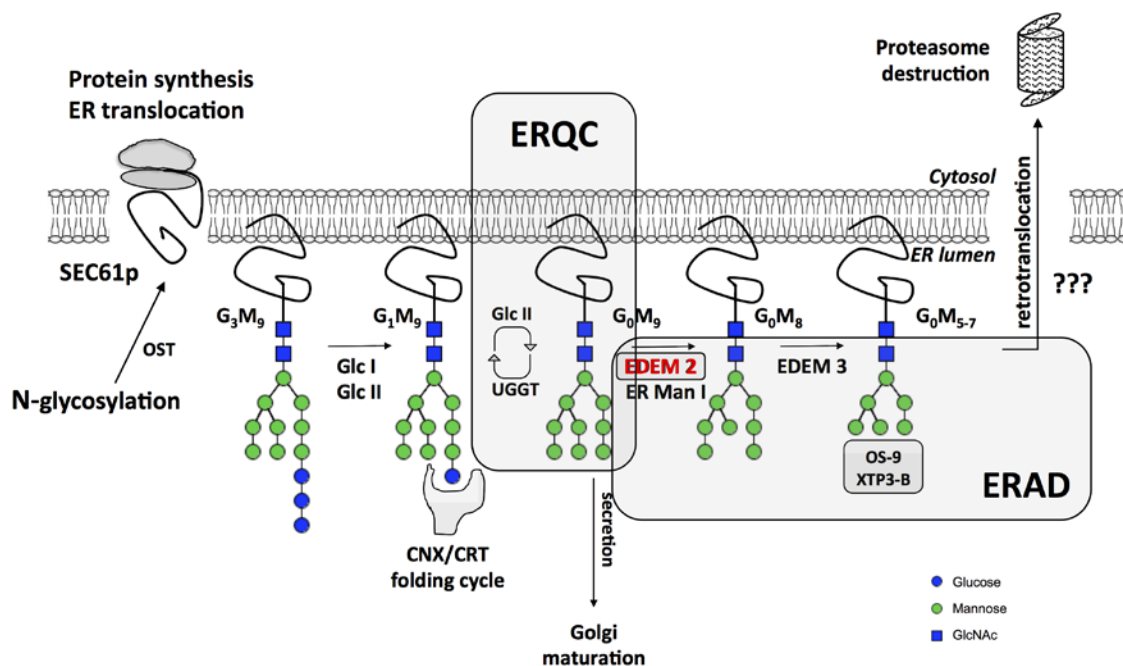 Protein synthesis
ER translocation
SEC61p
OST
N-glycosylation
G3M9
Glc I
Glc II
G1M9
CNX/CRT
folding cycle
ERQC
Glc II
UGGT
G0M9
EDEM 2
ER Man I
secretion
Golgi
maturation
G0M8
EDEM 3
Cytosol
ER lumen
G0M5-7
OS-9
XTP3-B
ERAD
retrotranslocation
???
Proteasome
destruction
Glucose
Mannose
GlcNAc